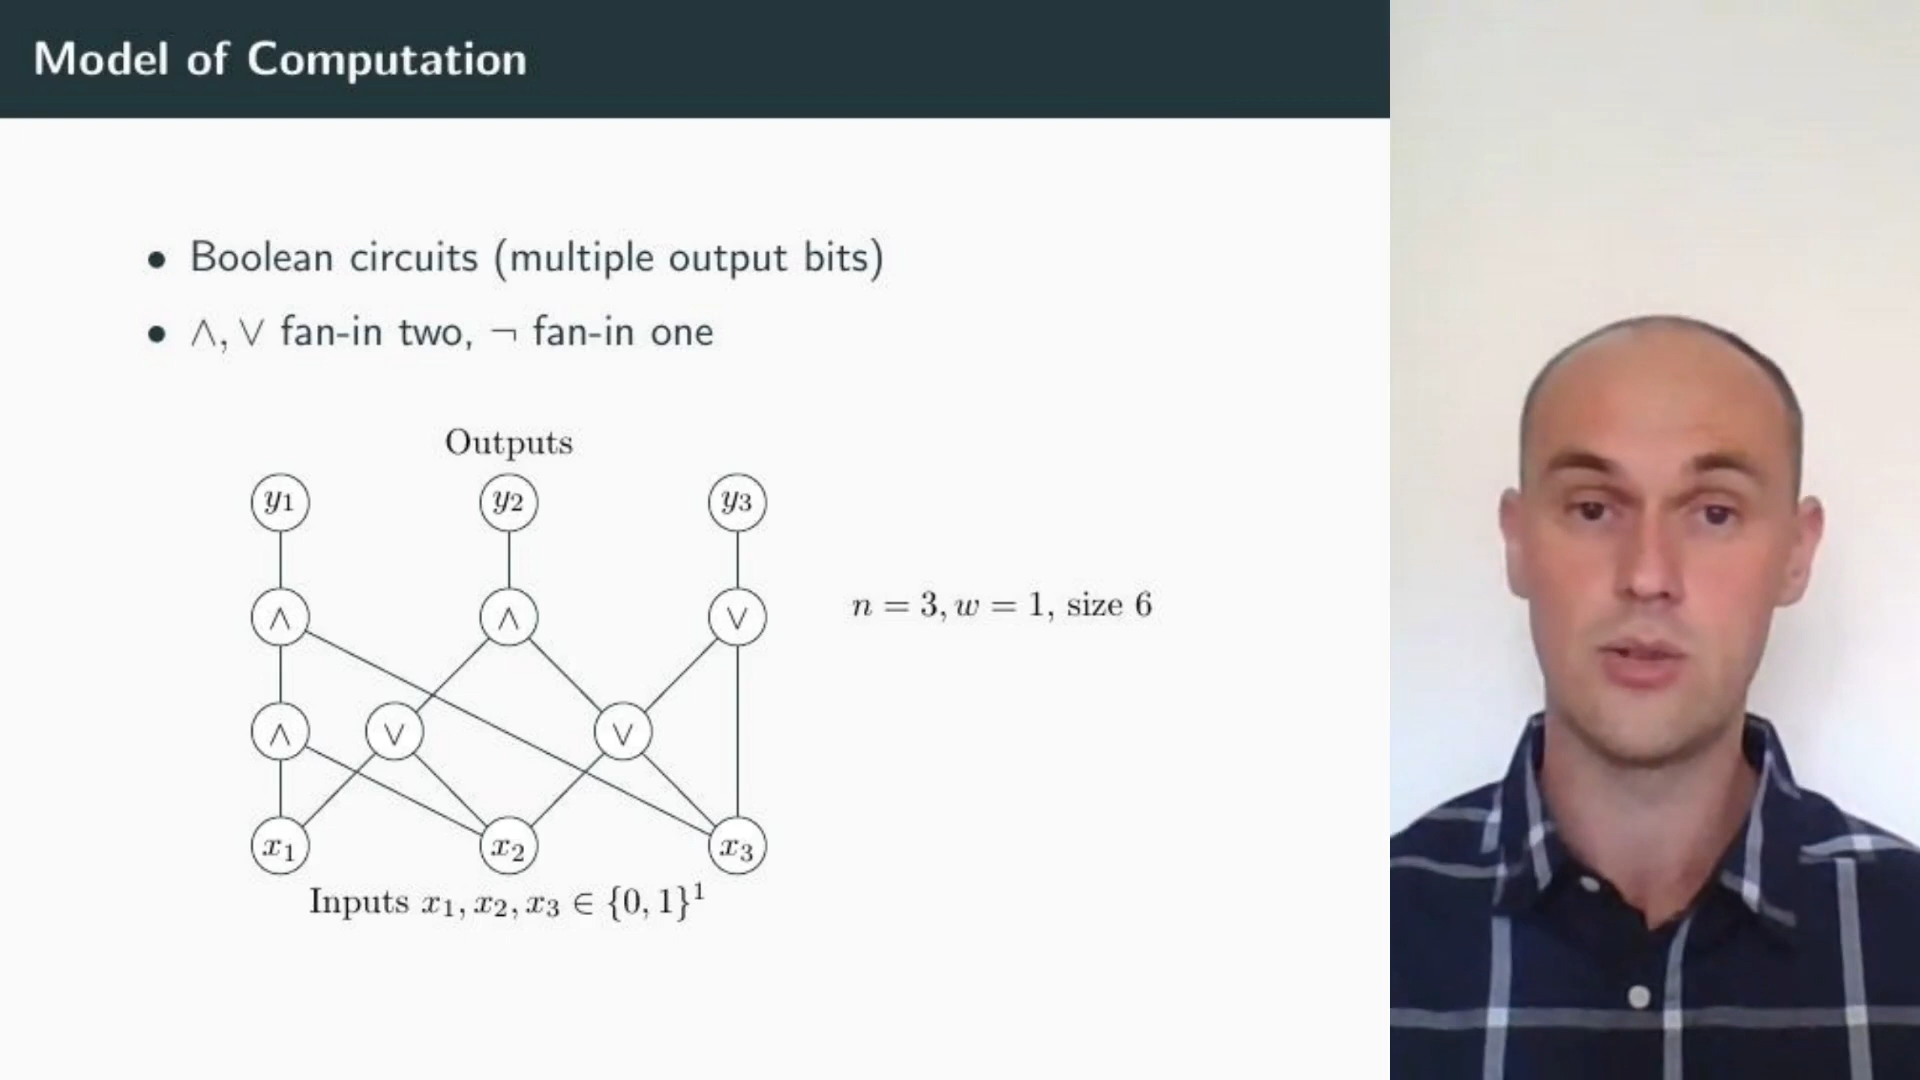 Model of Computation
• Boolean circuits (multiple output bits)
• ∧, ∨ fan-in two, ¬ fan-in one
Outputs
y1 y2 y3
∧ ∧ ∨
n = 3, w = 1, size 6
∧ ∨ ∨
x1 x2 x3
Inputs x1, x2, x3 ∈ {0, 1}^1